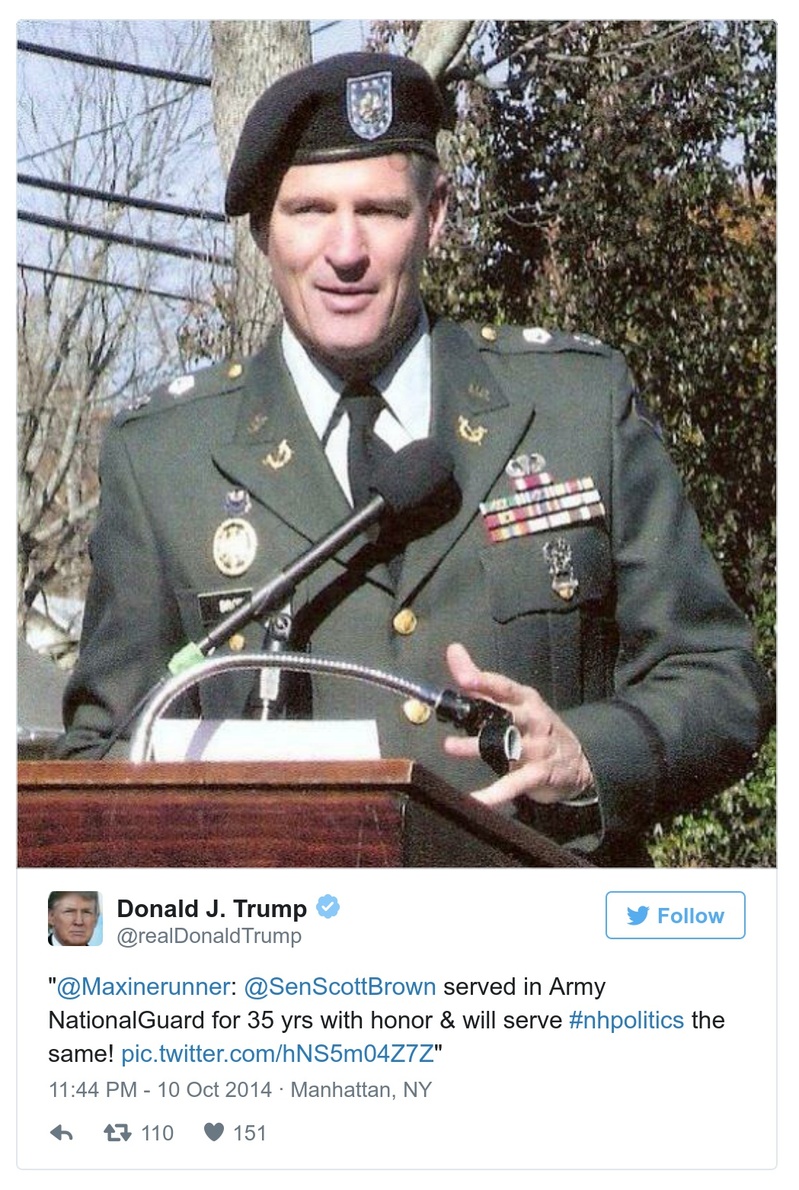 Donald J. Trump
@realDonaldTrump
Follow
"@Maxinerunner: @SenScottBrown served in Army
NationalGuard for 35 yrs with honor & will serve #nhpolitics the
same! pic.twitter.com/hNS5m04Z7Z"
11:44 PM - 10 Oct 2014 · Manhattan, NY
110 151